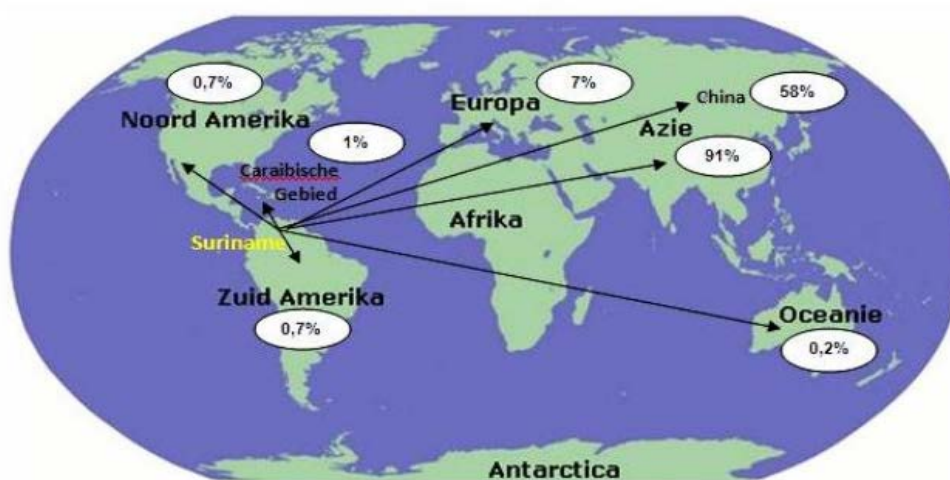 0,7%
Noord Amerika
7%
Europa
China
58%
Azie
1%
91%
Caraibische
Gebied
Afrika
Suriname
Zuid Amerika
0,7%
Oceanie
0,2%
Antarctica